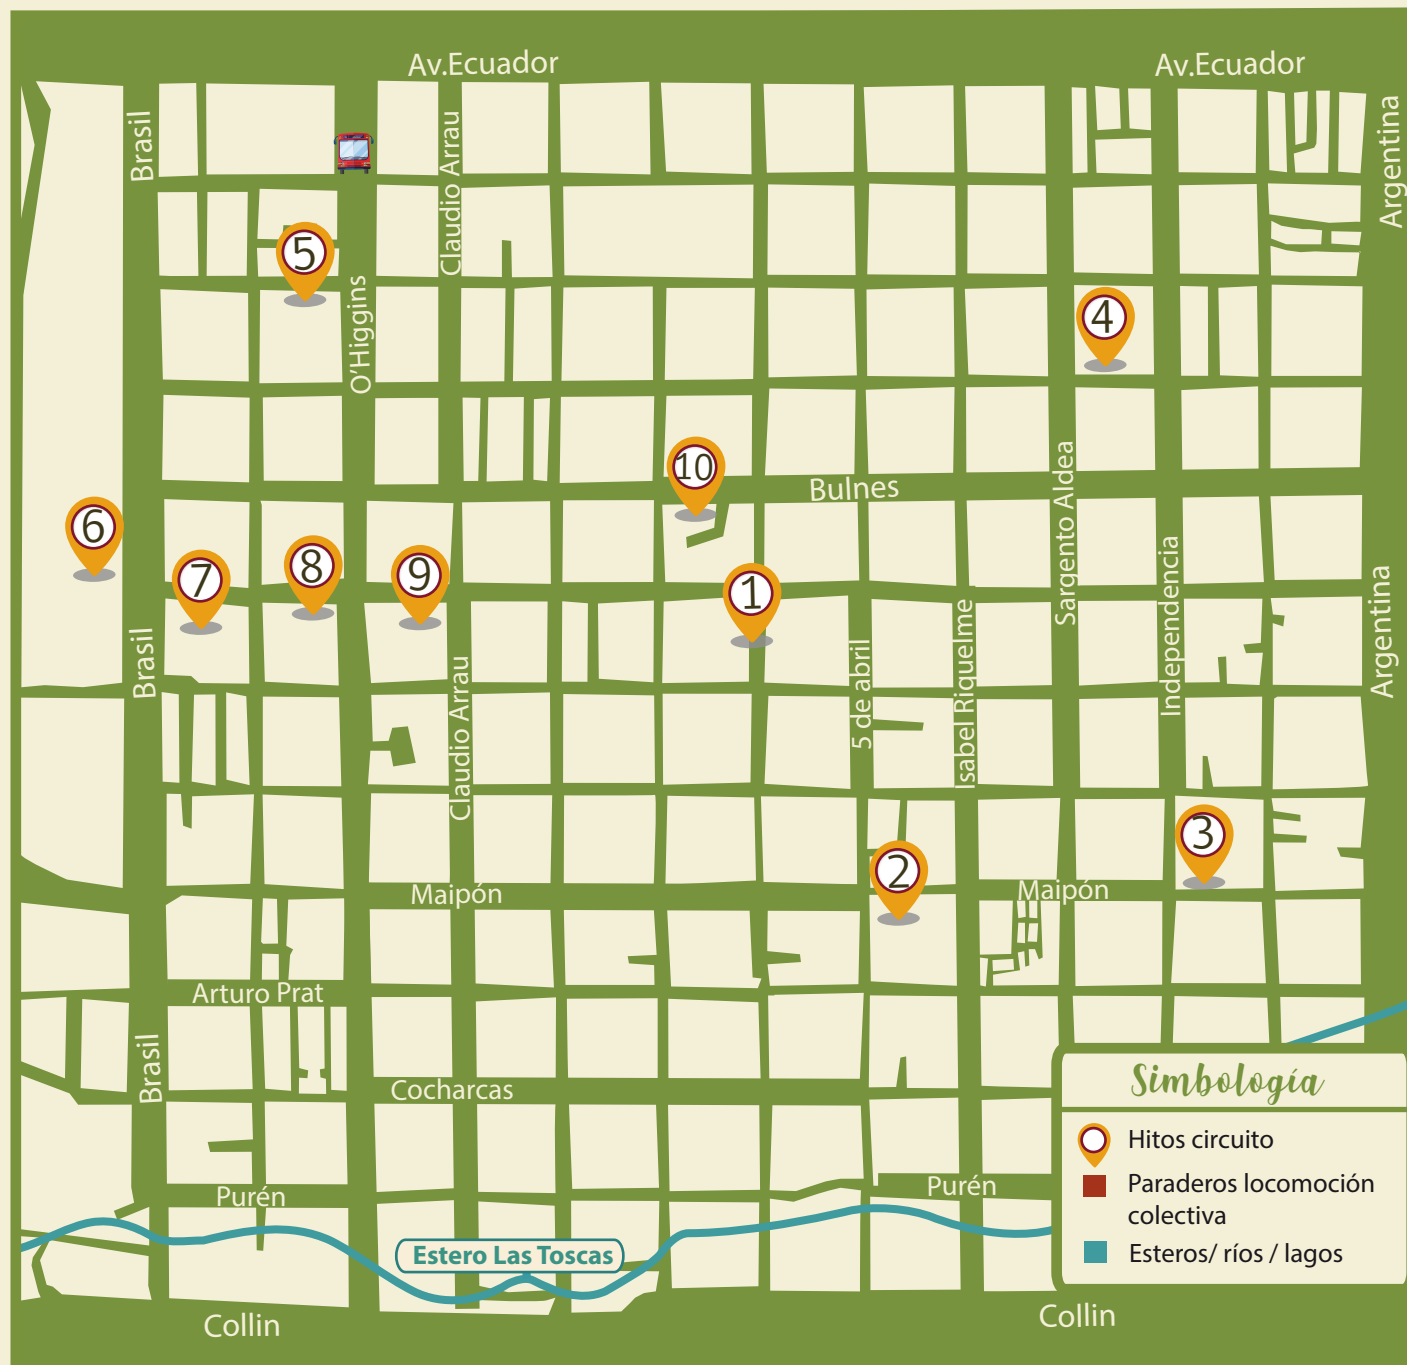 Av.Ecuador
Av.Ecuador
Brasil
Claudio Arrau
Argentina
5
O'Higgins
4
10
Bulnes
Sargento Aldea
6
7
8
9
1
Independencia
Argentina
Brasil
Claudio Arrau
5 de abril
Isabel Riquelme
3
2
Maipón
Maipón
Arturo Prat
Brasil
Cocharcas
Simbología
Hitos circuito
Paraderos locomoción
colectiva
Esteros/ ríos / lagos
Purén
Purén
Estero Las Toscas
Collin
Collin